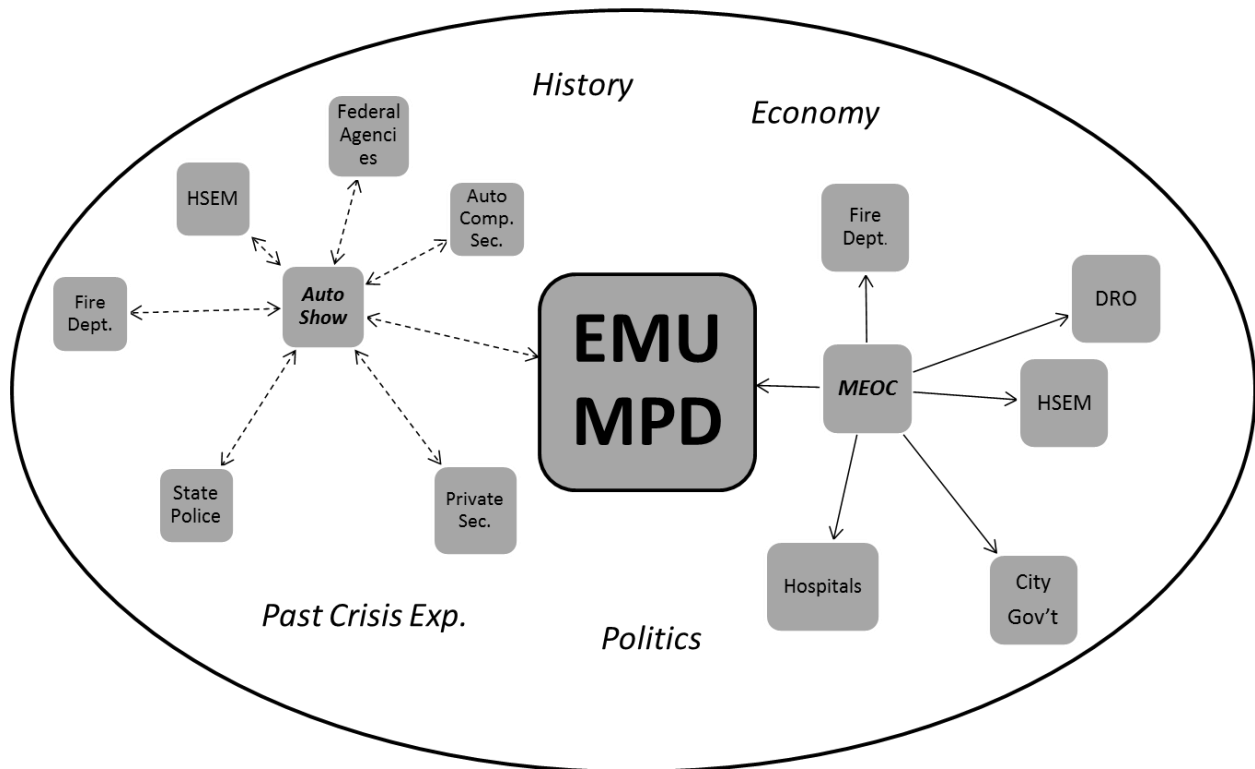 History
Economy
Federal
Agenci
es
HSEM
Auto
Comp.
Sec.
Fire
Dept.
Auto
Show
Fire
Dept.
DRO
EMU
MPD
MEOC
HSEM
State
Police
Private
Sec.
Hospitals
City
Gov’t
Past Crisis Exp.
Politics